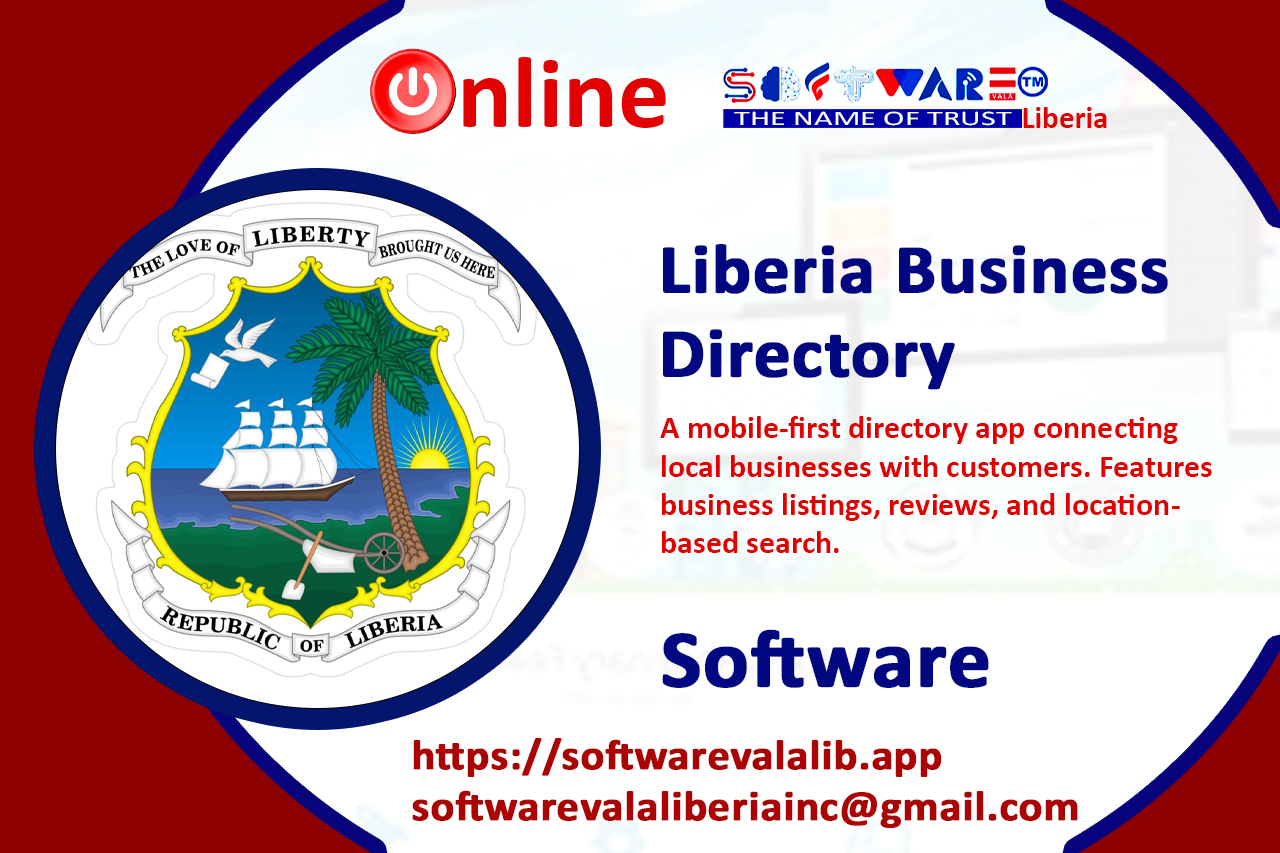 Online
SOFTWARE TM
VALA
THE NAME OF TRUST
Liberia
THE LOVE OF LIBERTY BROUGHT US HERE
REPUBLIC OF LIBERIA
Liberia Business
Directory
A mobile-first directory app connecting
local businesses with customers. Features
business listings, reviews, and location-
based search.
Software
https://softwarevalalib.app
softwarevalaliberiainc@gmail.com